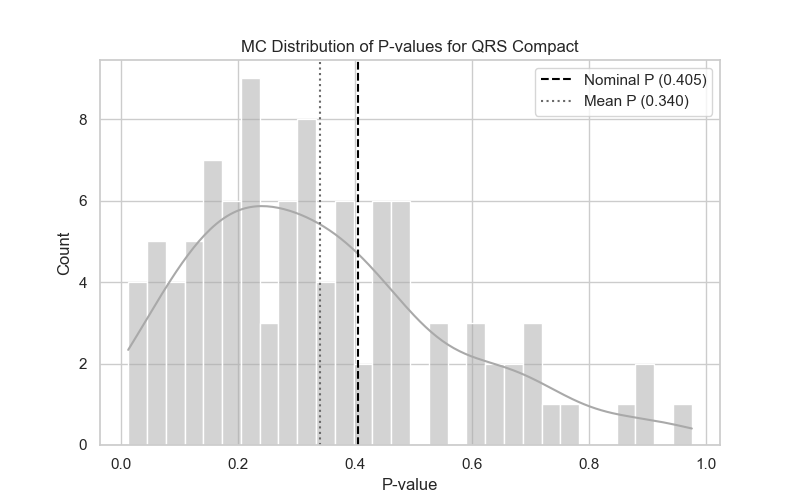 MC Distribution of P-values for QRS Compact
Nominal P (0.405)
Mean P (0.340)
Count
8
6
4
2
0
0.0 0.2 0.4 0.6 0.8 1.0
P-value